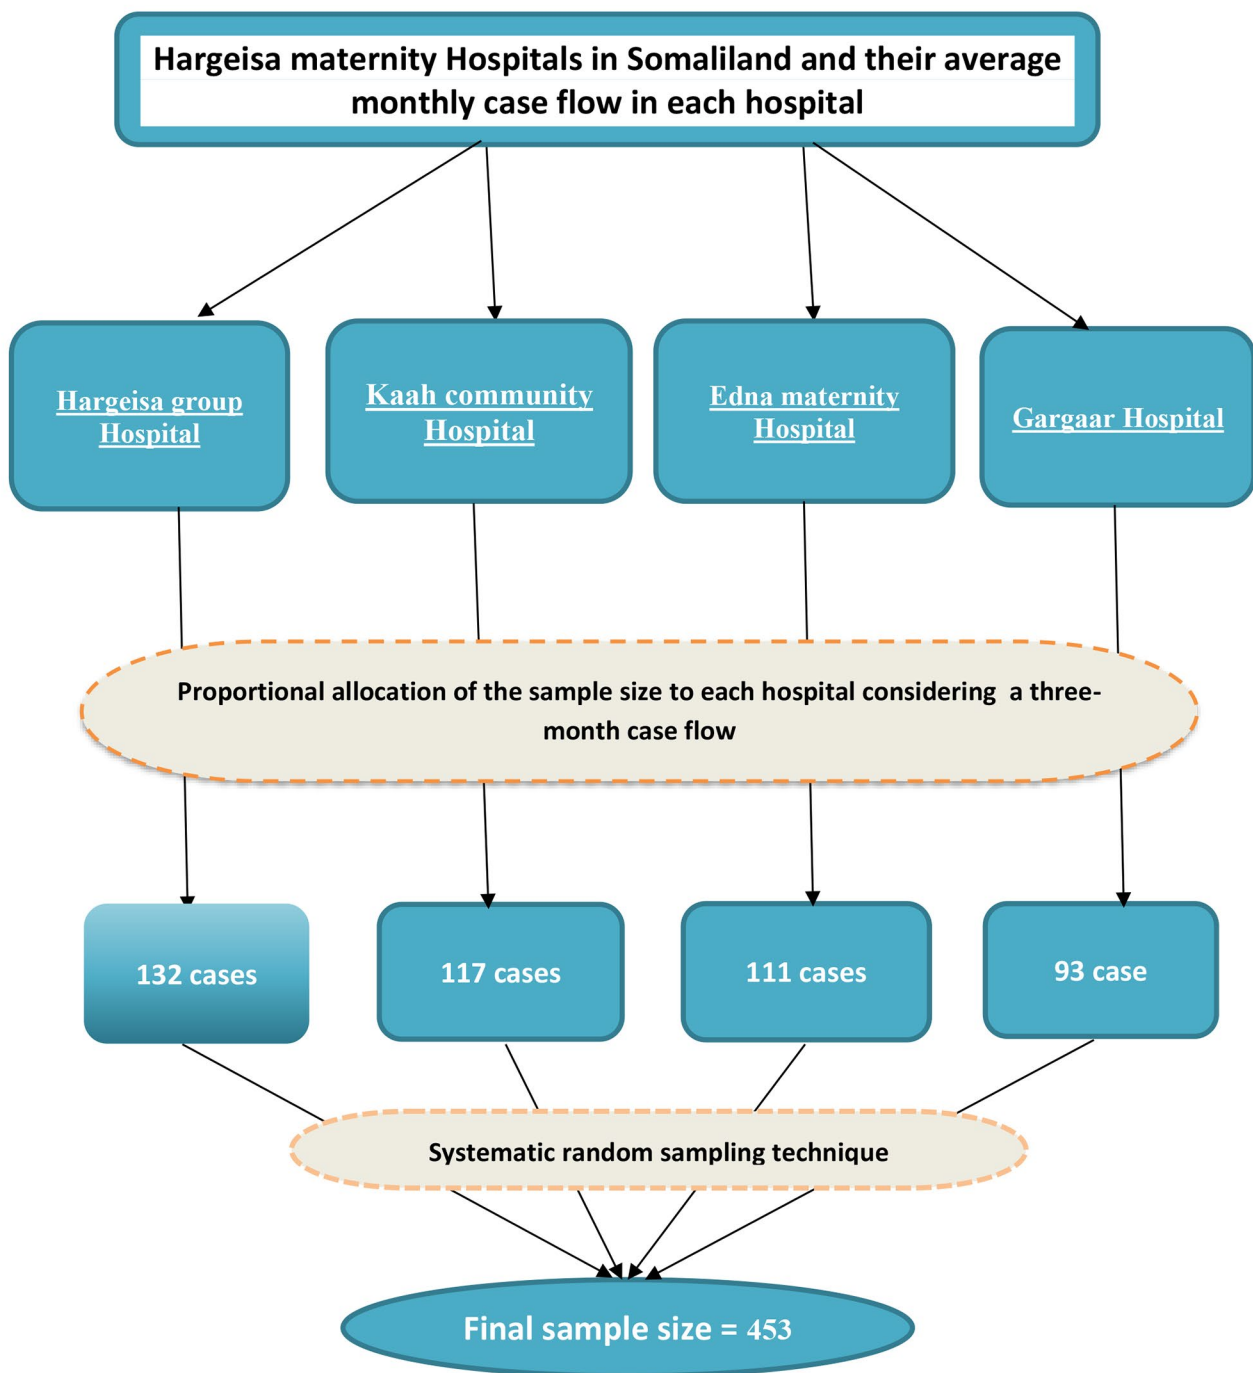 Hargeisa maternity Hospitals in Somaliland and their average
monthly case flow in each hospital
Hargeisa group
Hospital
Kaah community
Hospital
Edna maternity
Hospital
Gargaar Hospital
Proportional allocation of the sample size to each hospital considering a three-
month case flow
132 cases
117 cases
111 cases
93 case
Systematic random sampling technique
Final sample size = 453